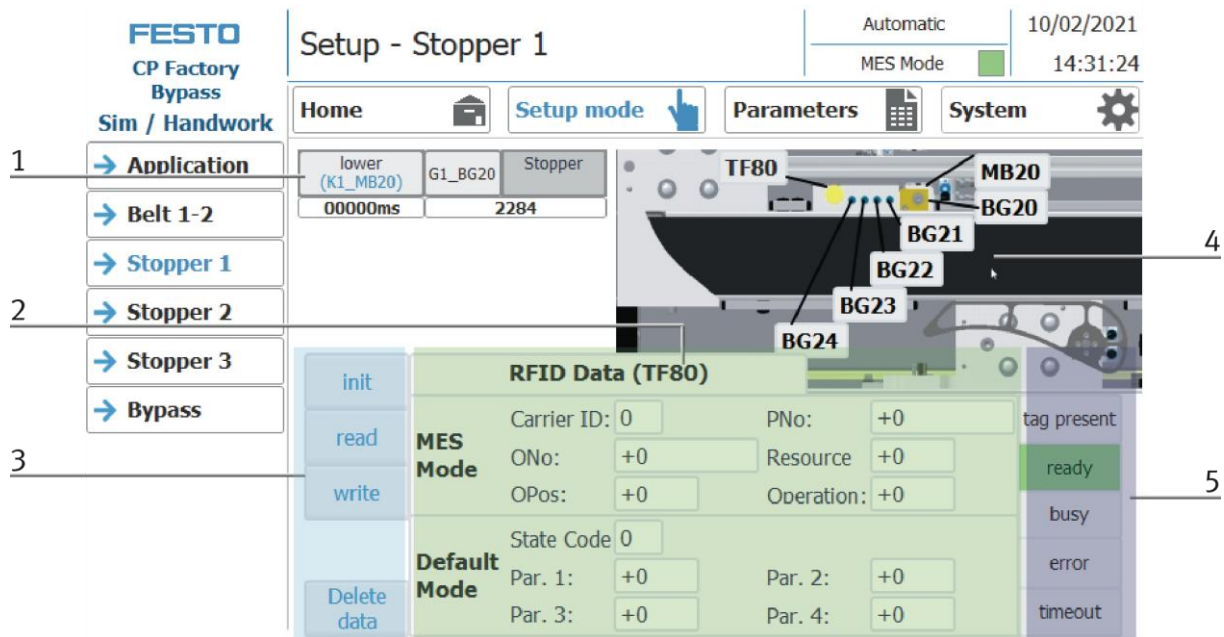 FESTO
CP Factory
Bypass
Sim / Handwork
Setup - Stopper 1
Automatic
MES Mode
10/02/2021
14:31:24
Home
Setup mode
Parameters
System
1
Application
Belt 1-2
Stopper 1
2
Stopper 2
Stopper 3
Bypass
3
lower
(K1_MB20)
G1_BG20
Stopper
00000ms
2284
TF80
MB20
BG20
BG21
BG22
BG23
BG24
4
init
read
write
Delete
data
RFID Data (TF80)
MES
Mode
Carrier ID: 0
PNo: +0
ONo: +0
Resource +0
OPos: +0
Operation: +0
Default
Mode
State Code 0
Par. 1: +0
Par. 2: +0
Par. 3: +0
Par. 4: +0
tag present
ready
busy
error
timeout
5